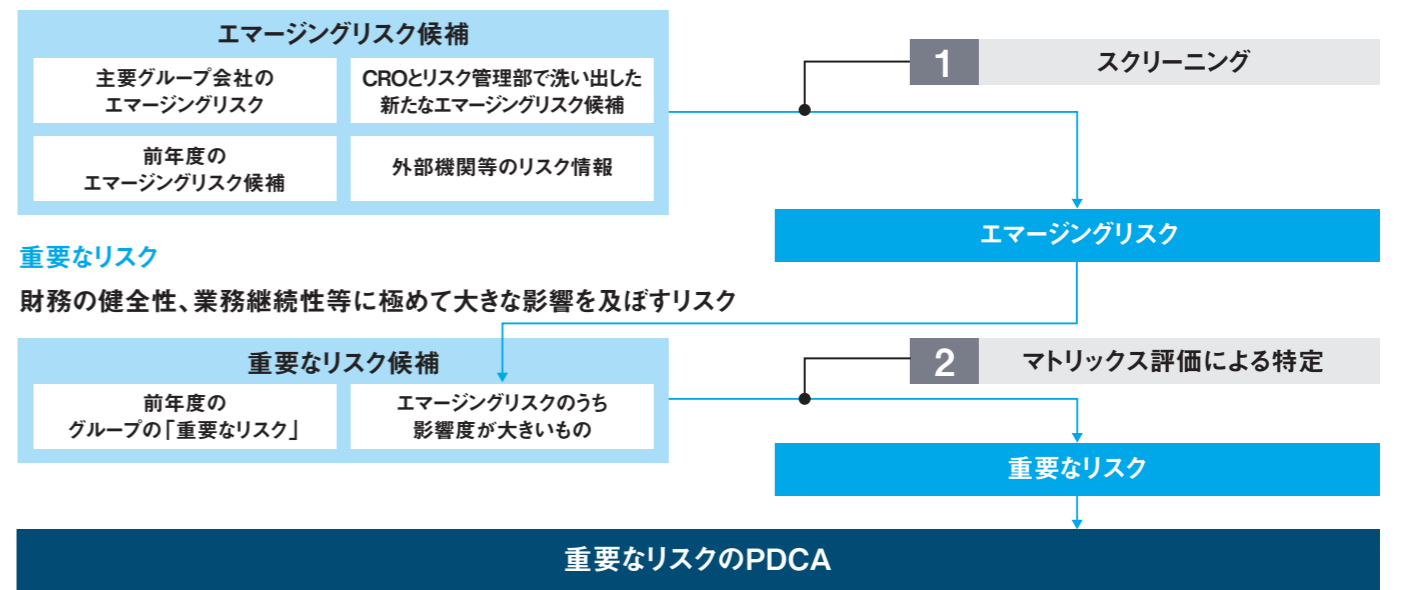 エマージングリスク候補
主要グループ会社の
エマージングリスク
CROとリスク管理部で洗い出した
新たなエマージングリスク候補
前年度の
エマージングリスク候補
外部機関等のリスク情報
1
スクリーニング
エマージングリスク
重要なリスク
財務の健全性、業務継続性等に極めて大きな影響を及ぼすリスク
重要なリスク候補
前年度の
グループの「重要なリスク」
エマージングリスクのうち
影響度が大きいもの
2
マトリックス評価による特定
重要なリスク
重要なリスクのPDCA